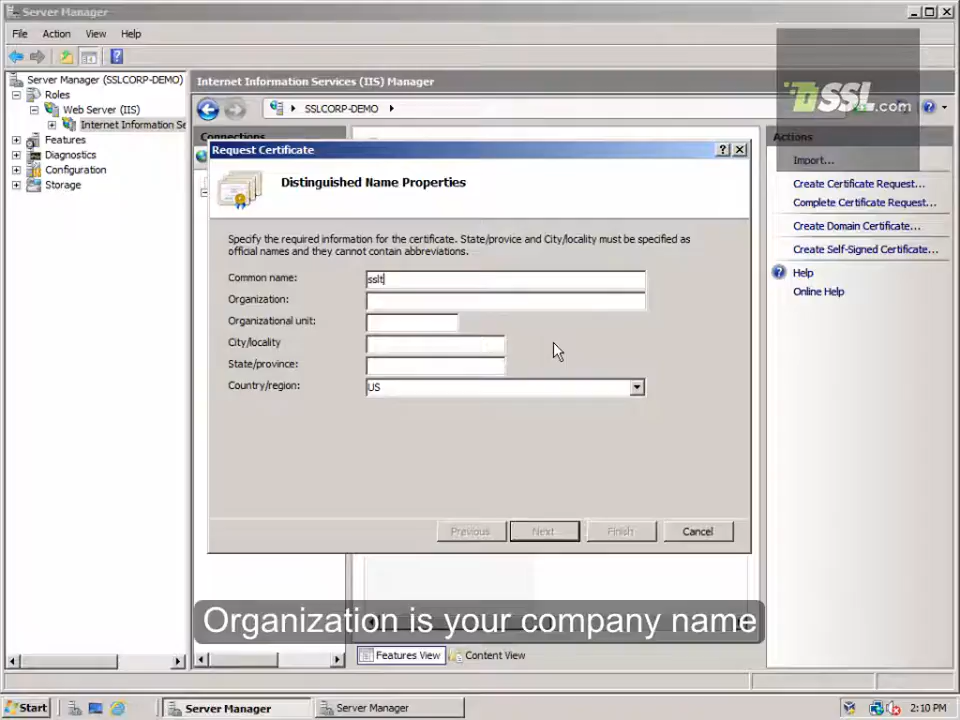 Server Manager
File Action View Help
Server Manager (SSLCORP-DEMO)
Roles
Web Server (IIS)
Internet Information Se
Features
Diagnostics
Configuration
Storage
Internet Information Services (IIS) Manager
SSLCORP-DEMO
Connections
SSL.com
Actions
Import...
Create Certificate Request...
Complete Certificate Request...
Create Domain Certificate...
Create Self-Signed Certificate...
Help
Online Help
Request Certificate
Distinguished Name Properties
Specify the required information for the certificate. State/provice and City/locality must be specified as
official names and they cannot contain abbreviations.
Common name: sslt
Organization:
Organizational unit:
City/locality
State/province:
Country/region: US
Previous Next Finish Cancel
Organization is your company name
Features View Content View
Start Server Manager Server Manager 2:10 PM